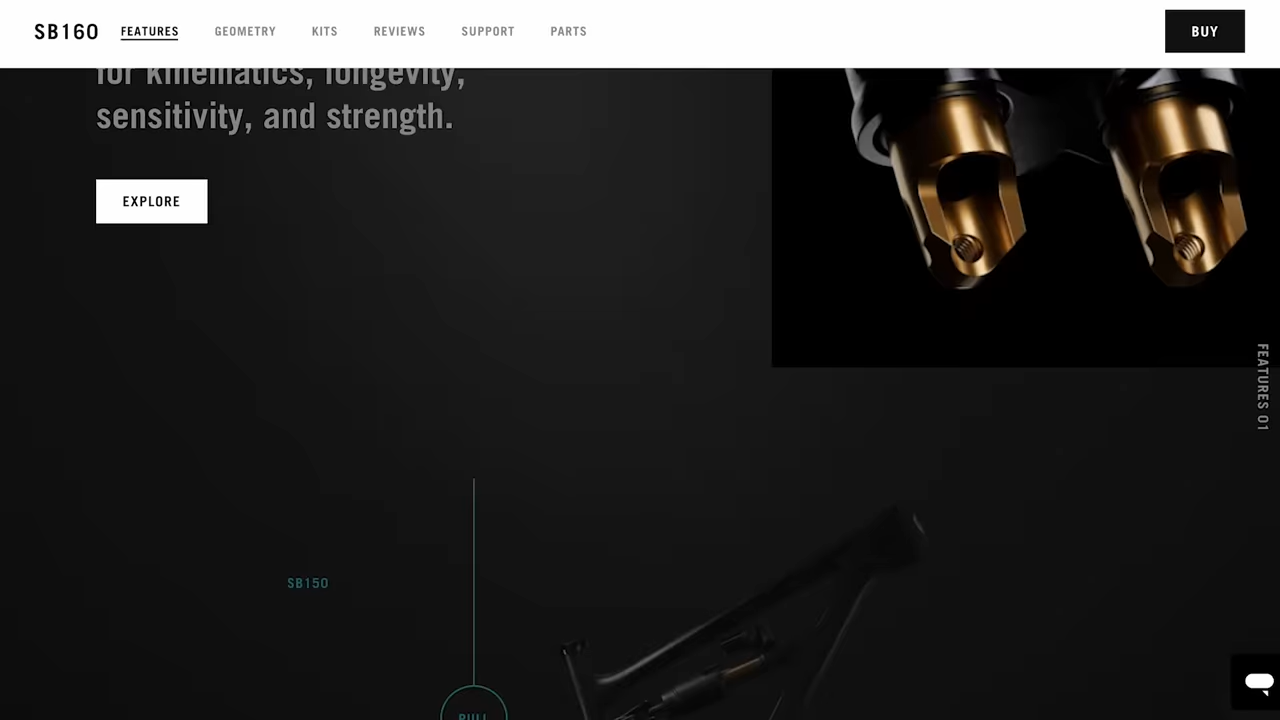 SB160 FEATURES GEOMETRY KITS REVIEWS SUPPORT PARTS BUY
for kinematics, longevity,
sensitivity, and strength.
EXPLORE
FEATURES 01
SB150
PULL